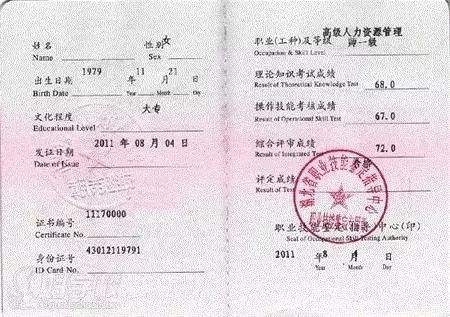 姓名 性别 女
Name Sex
出生日期 1979 年 11 月 21 日
Birth Date Year Month Day
文化程度 大专
Educational Level
发证日期 2011 年 08 月 04 日
Date of Issue
证书编号 11170000
Certificate No.
身份证号 43012119791
ID Card No.
职业(工种)及等级 高级人力资源管理
师一级
Occupation & Skill Level
理论知识考试成绩 68.0
Result of Theoretical Knowledge Test
操作技能考核成绩 67.0
Result of Operational Skill Test
综合评审成绩 72.0
Result of Integrated Test
评定成绩
Result of Test
职业技能鉴定(指导)中心(印)
Seal of Occupational Skill Testing Authority
2011 年 8 月 4 日
Year Month Day